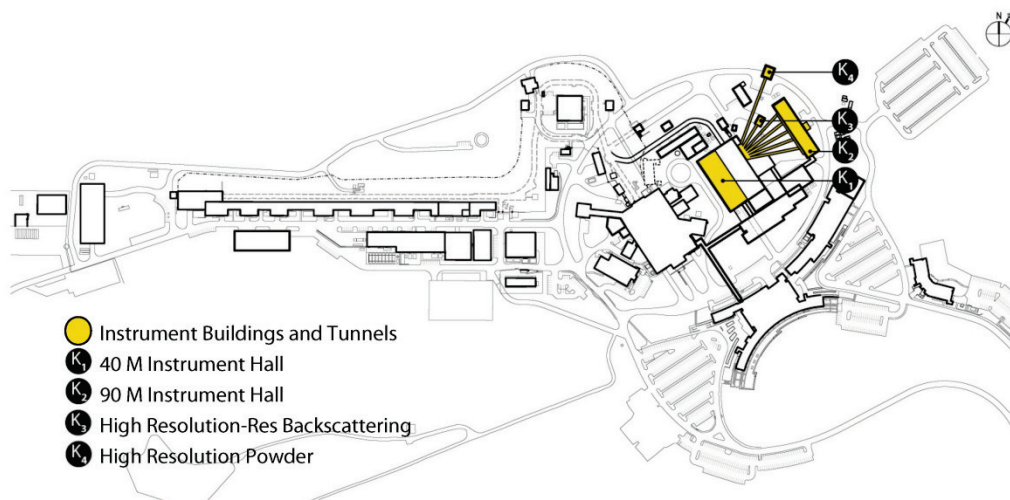 N
K4
K3
K2
K1
Instrument Buildings and Tunnels
K1 40 M Instrument Hall
K2 90 M Instrument Hall
K3 High Resolution-Res Backscattering
K4 High Resolution Powder